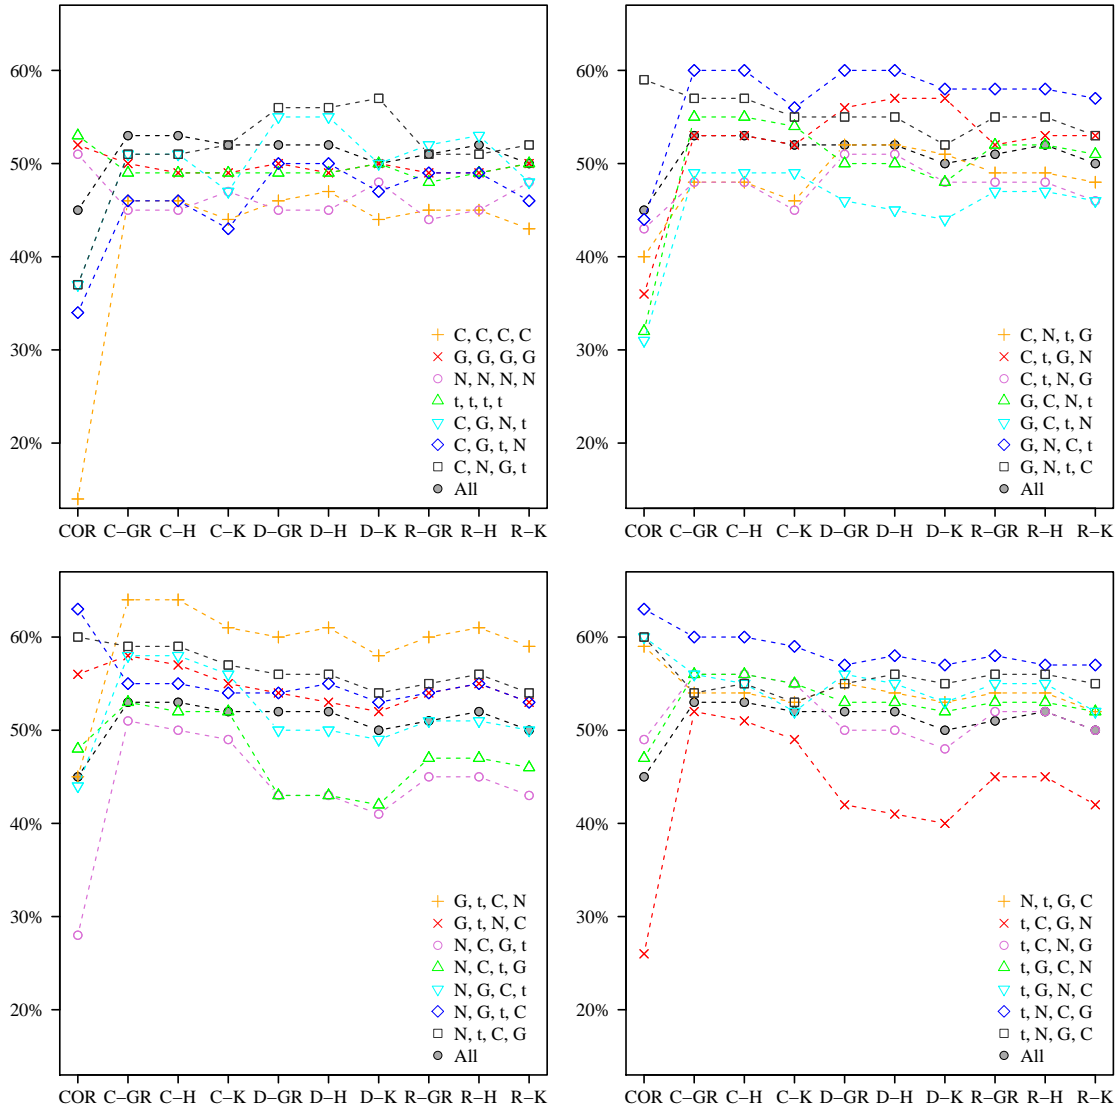 60%
50%
40%
30%
20%
C, C, C, C
G, G, G, G
N, N, N, N
t, t, t, t
C, G, N, t
C, G, t, N
C, N, G, t
All
COR C−GR C−H C−K D−GR D−H D−K R−GR R−H R−K
60%
50%
40%
30%
20%
C, N, t, G
C, t, G, N
C, t, N, G
G, C, N, t
G, C, t, N
G, N, C, t
G, N, t, C
All
COR C−GR C−H C−K D−GR D−H D−K R−GR R−H R−K
60%
50%
40%
30%
20%
G, t, C, N
G, t, N, C
N, C, G, t
N, C, t, G
N, G, C, t
N, G, t, C
N, t, C, G
All
COR C−GR C−H C−K D−GR D−H D−K R−GR R−H R−K
60%
50%
40%
30%
20%
N, t, G, C
t, C, G, N
t, C, N, G
t, G, C, N
t, G, N, C
t, N, C, G
t, N, G, C
All
COR C−GR C−H C−K D−GR D−H D−K R−GR R−H R−K